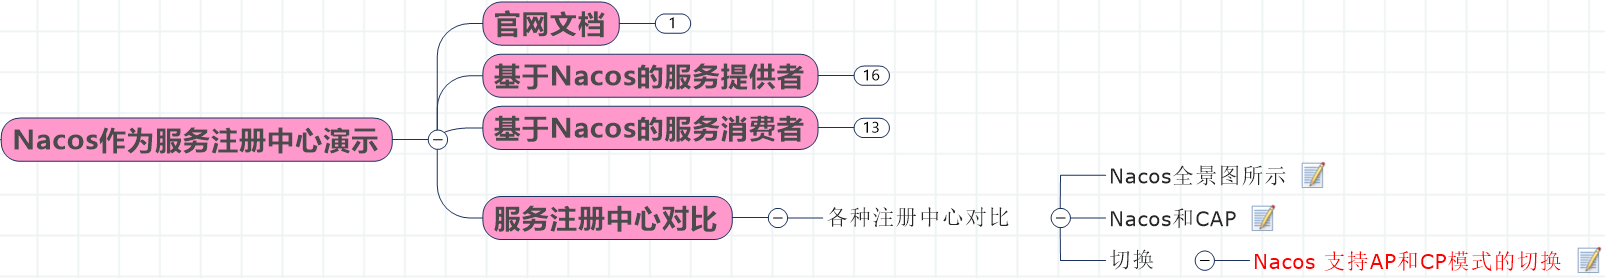 官网文档
1
基于Nacos的服务提供者
16
基于Nacos的服务消费者
13
Nacos作为服务注册中心演示
服务注册中心对比
各种注册中心对比
Nacos全景图所示
Nacos和CAP
切换
Nacos 支持AP和CP模式的切换